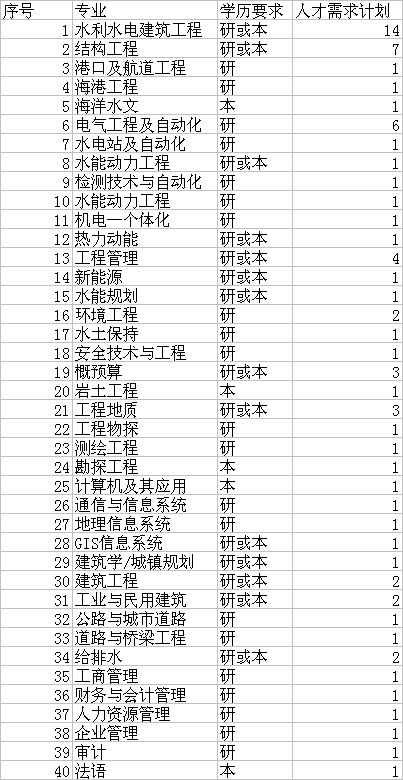 序号 专业 学历要求 人才需求计划
1 水利水电建筑工程 研或本 14
2 结构工程 研或本 7
3 港口及航道工程 研 1
4 海港工程 研 1
5 海洋水文 本 1
6 电气工程及自动化 研 6
7 水电站及自动化 研 1
8 水能动力工程 研或本 1
9 检测技术与自动化 研 1
10 水能动力工程 研 1
11 机电一个体化 研 1
12 热力动能 研或本 1
13 工程管理 研或本 4
14 新能源 研或本 1
15 水能规划 研或本 1
16 环境工程 研 2
17 水土保持 研 1
18 安全技术与工程 研 1
19 概预算 研或本 3
20 岩土工程 本 1
21 工程地质 研或本 3
22 工程物探 研 1
23 测绘工程 研 1
24 勘探工程 本 1
25 计算机及其应用 本 1
26 通信与信息系统 研 1
27 地理信息系统 研 1
28 GIS信息系统 研或本 1
29 建筑学/城镇规划 研或本 1
30 建筑工程 研或本 2
31 工业与民用建筑 研或本 2
32 公路与城市道路 研 1
33 道路与桥梁工程 研 1
34 给排水 研或本 2
35 工商管理 研 1
36 财务与会计管理 研 1
37 人力资源管理 研 1
38 企业管理 研 1
39 审计 研 1
40 法语 本 1